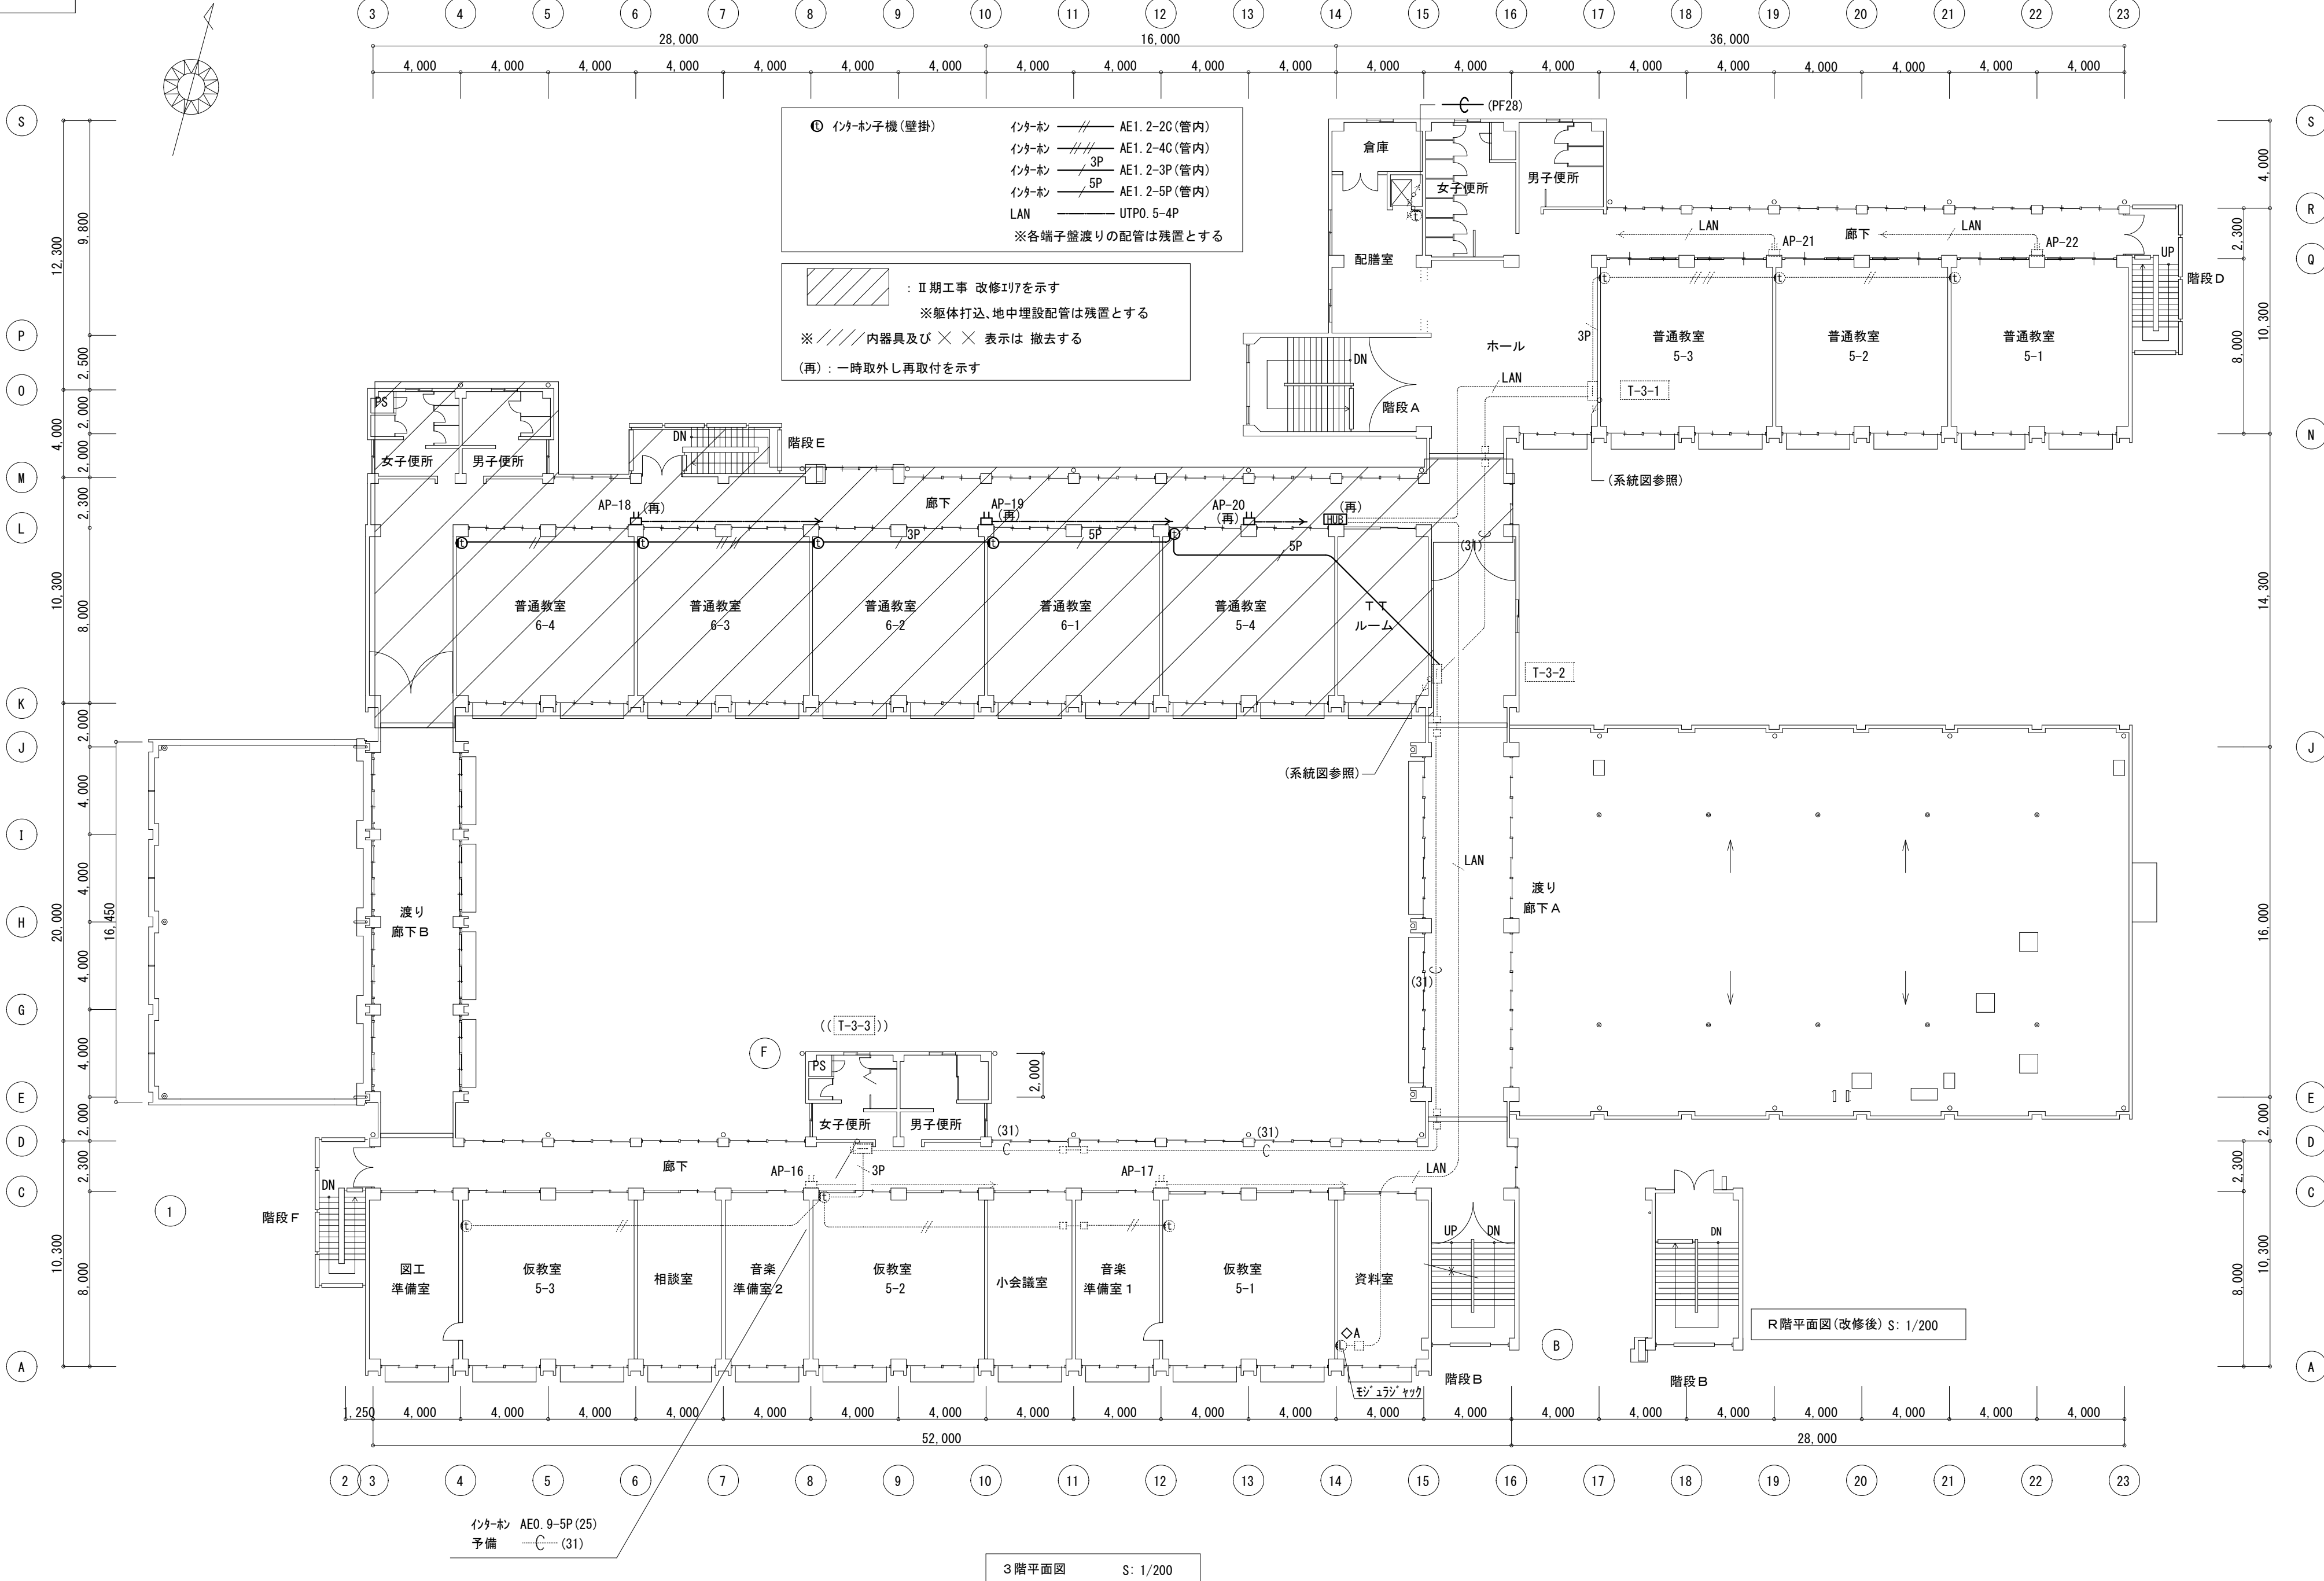 3 4 5 6 7 8 9 10 11 12 13 14 15 16 17 18 19 20 21 22 23
28,000 16,000 36,000
4,000 4,000 4,000 4,000 4,000 4,000 4,000 4,000 4,000 4,000 4,000 4,000 4,000 4,000 4,000 4,000 4,000 4,000 4,000 4,000
インターホン子機(壁掛)
インターホン AE1.2-2C(管内)
インターホン AE1.2-4C(管内)
インターホン 3P AE1.2-3P(管内)
インターホン 5P AE1.2-5P(管内)
LAN UTP0.5-4P
※各端子盤渡りの配管は残置とする
:Ⅱ期工事 改修エリアを示す
※躯体打込、地中埋設配管は残置とする
※////内器具及び × × 表示は 撤去する
(再):一時取外し再取付を示す
(PF28)
倉庫
女子便所
男子便所
配膳室
ホール
DN
階段A
LAN
AP-21
廊下
LAN
AP-22
UP
階段D
3P
普通教室
5-3
普通教室
5-2
普通教室
5-1
LAN
T-3-1
(系統図参照)
PS
女子便所
男子便所
DN
階段E
AP-18
(再)
廊下
AP-19
(再)
AP-20
(再)
(再)
HUB
3P
5P
5P
(31)
普通教室
6-4
普通教室
6-3
普通教室
6-2
普通教室
6-1
普通教室
5-4
TT
ルーム
T-3-2
(系統図参照)
LAN
渡り
廊下B
渡り
廊下A
(31)
((T-3-3))
F
PS
2,000
女子便所
男子便所
(31)
(31)
廊下
3P
AP-16
AP-17
LAN
DN
階段F
1
図工
準備室
仮教室
5-3
相談室
音楽
準備室2
仮教室
5-2
小会議室
音楽
準備室1
仮教室
5-1
資料室
◇A
モジュラジャック
UP DN
階段B
B
DN
階段B
R階平面図(改修後) S: 1/200
S P O M L K J I H G E D C A
12,300 4,000 10,300 20,000 10,300
9,800 2,500 2,000 2,000 2,300 8,000 2,000 4,000 4,000 4,000 4,000 2,000 2,300 8,000
16,450
S R Q N J E D C A
4,000 2,300 8,000 2,300 8,000
10,300 14,300 16,000 2,000 10,300
1,250 4,000 4,000 4,000 4,000 4,000 4,000 4,000 4,000 4,000 4,000 4,000 4,000 4,000 4,000 4,000 4,000 4,000 4,000 4,000 4,000
52,000 28,000
2 3 4 5 6 7 8 9 10 11 12 13 14 15 16 17 18 19 20 21 22 23
インターホン AE0.9-5P(25)
予備 (31)
3階平面図 S: 1/200